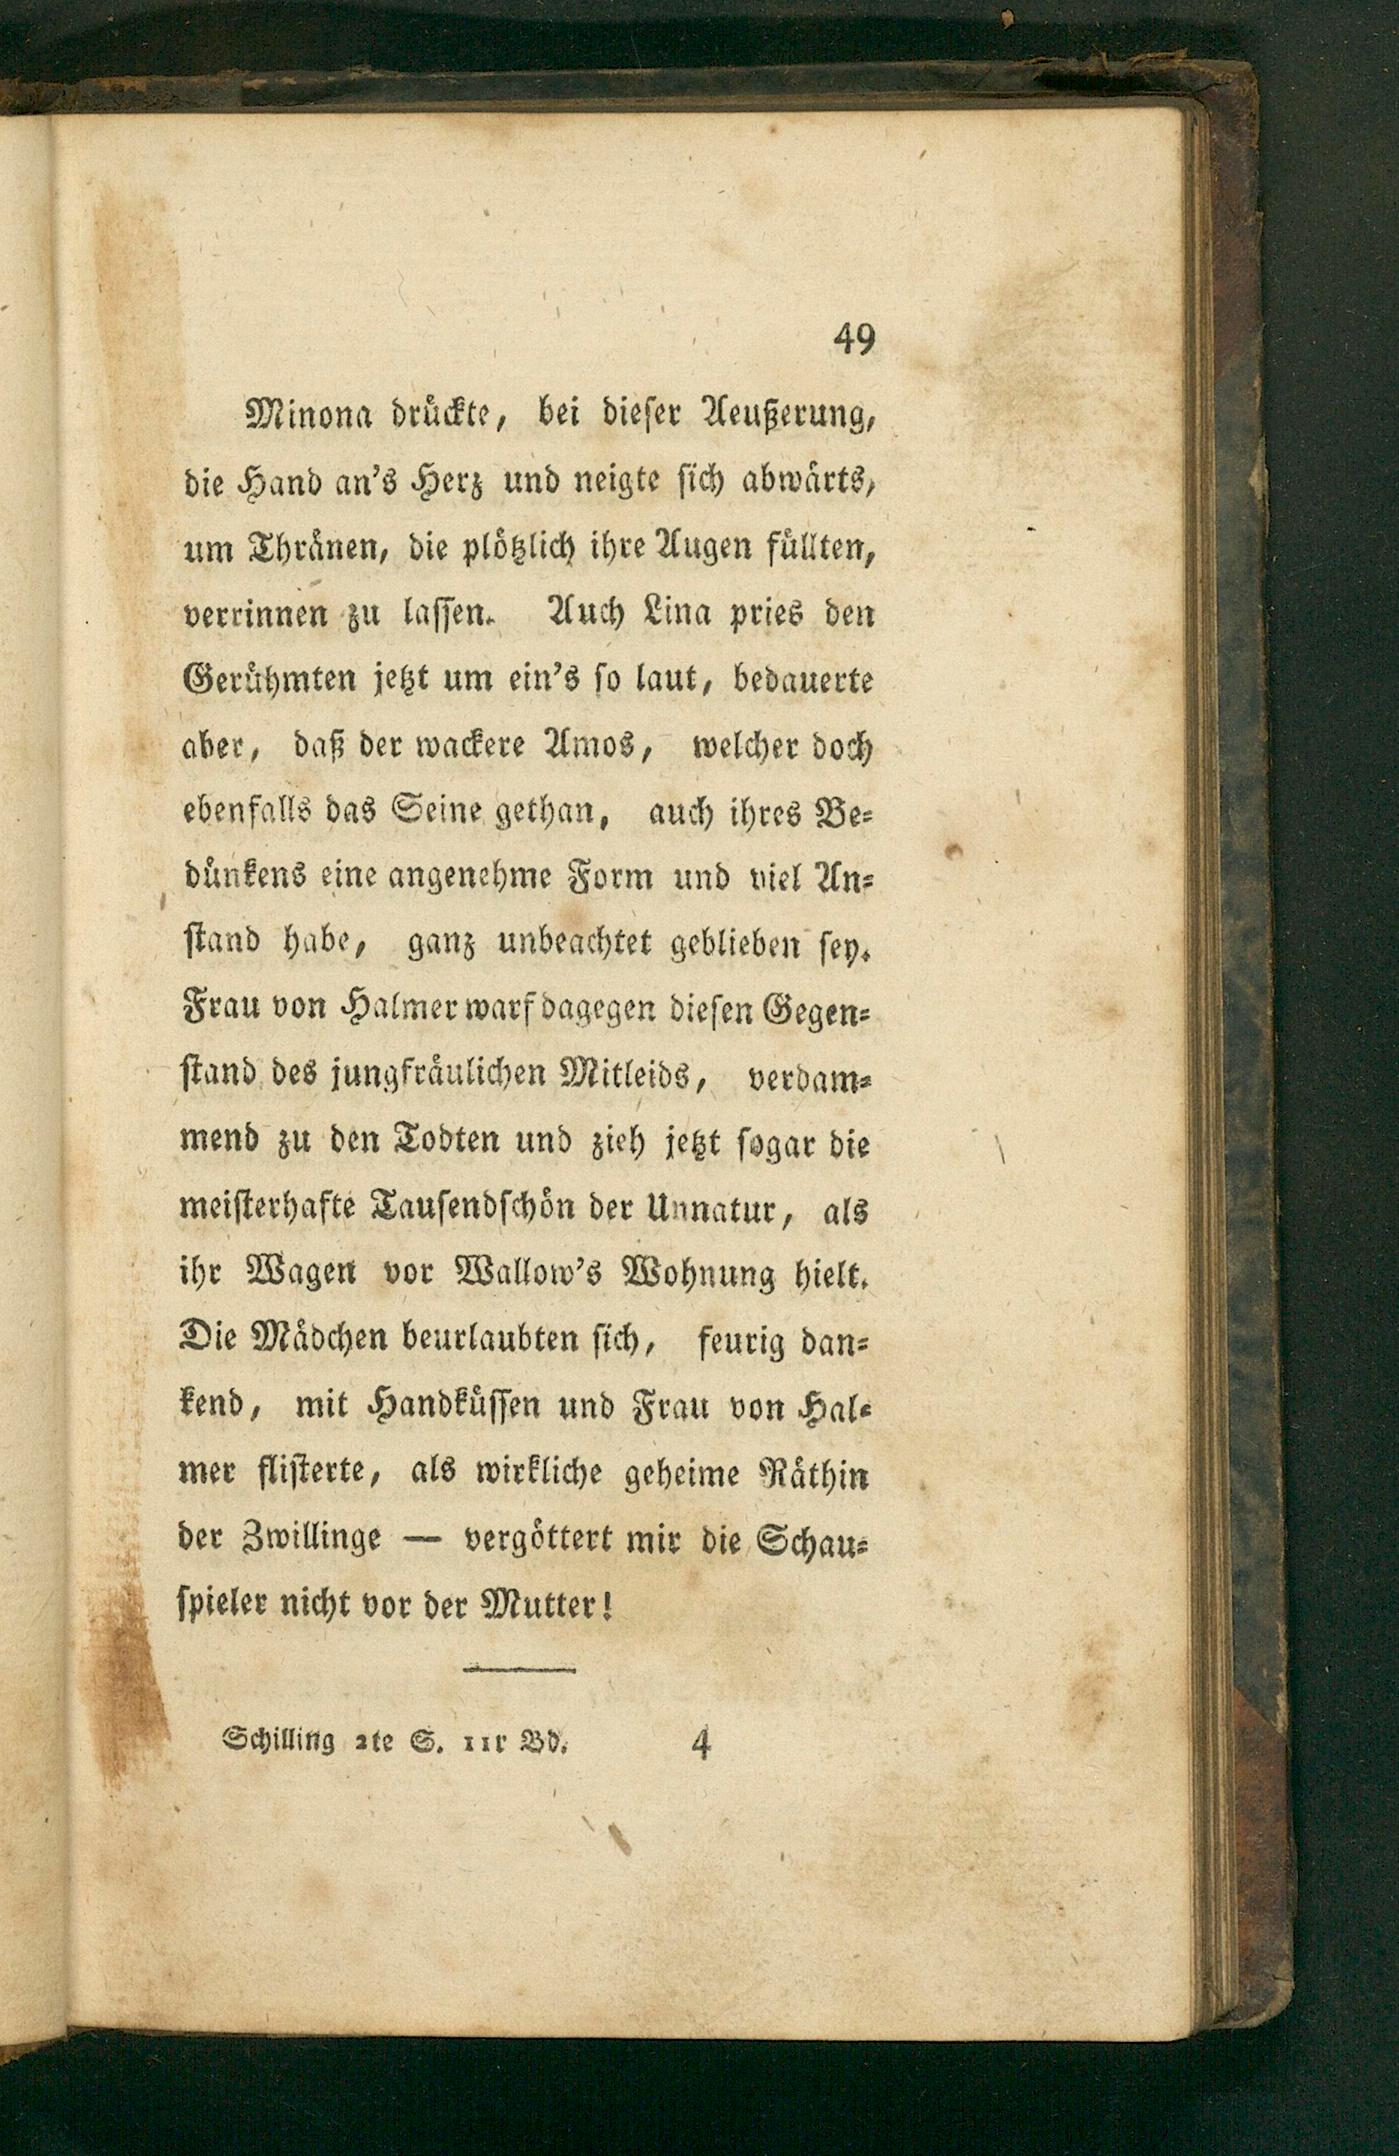 49
Minona drückte, bei dieser Aeußerung,
die Hand an's Herz und neigte sich abwärts,
um Thränen, die plötzlich ihre Augen füllten,
verrinnen zu lassen. Auch Lina pries den
Gerühmten jetzt um ein's so laut, bedauerte
aber, daß der wackere Amos, welcher doch
ebenfalls das Seine gethan, auch ihres Be-
dünkens eine angenehme Form und viel An-
stand habe, ganz unbeachtet geblieben sey.
Frau von Halmer warf dagegen diesen Gegen-
stand des jungfräulichen Mitleids, verdam-
mend zu den Todten und zieh jetzt sogar die
meisterhafte Tausendschön der Unnatur, als
ihr Wagen vor Wallow's Wohnung hielt.
Die Mädchen beurlaubten sich, feurig dan-
kend, mit Handküssen und Frau von Hal-
mer flisterte, als wirkliche geheime Räthin
der Zwillinge — vergöttert mir die Schau-
spieler nicht vor der Mutter!
Schilling 2te S. 11r Bd. 4